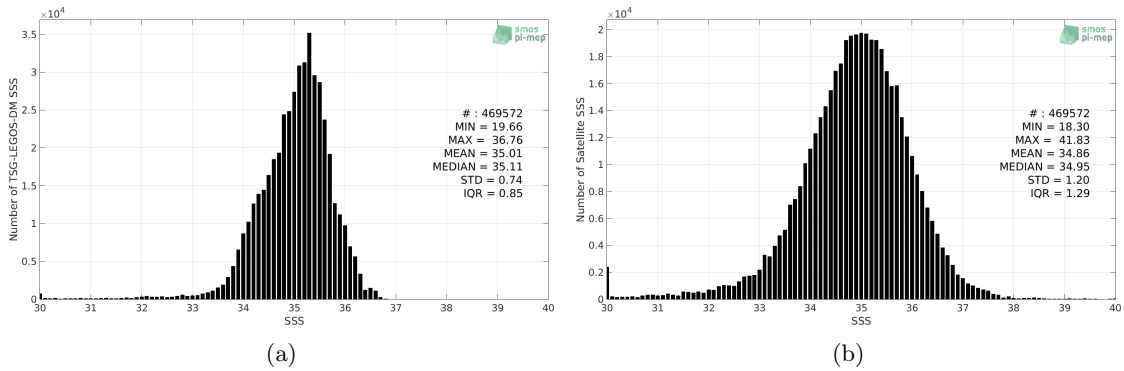 ×10⁴
smos
pi-mep
3.5
3
2.5
2
1.5
1
0.5
0
Number of TSG-LEGOS-DM SSS
# : 469572
MIN = 19.66
MAX = 36.76
MEAN = 35.01
MEDIAN = 35.11
STD = 0.74
IQR = 0.85
30 31 32 33 34 35 36 37 38 39 40
SSS
(a)
×10⁴
smos
pi-mep
2
1.8
1.6
1.4
1.2
1
0.8
0.6
0.4
0.2
0
Number of Satellite SSS
# : 469572
MIN = 18.30
MAX = 41.83
MEAN = 34.86
MEDIAN = 34.95
STD = 1.20
IQR = 1.29
30 31 32 33 34 35 36 37 38 39 40
SSS
(b)